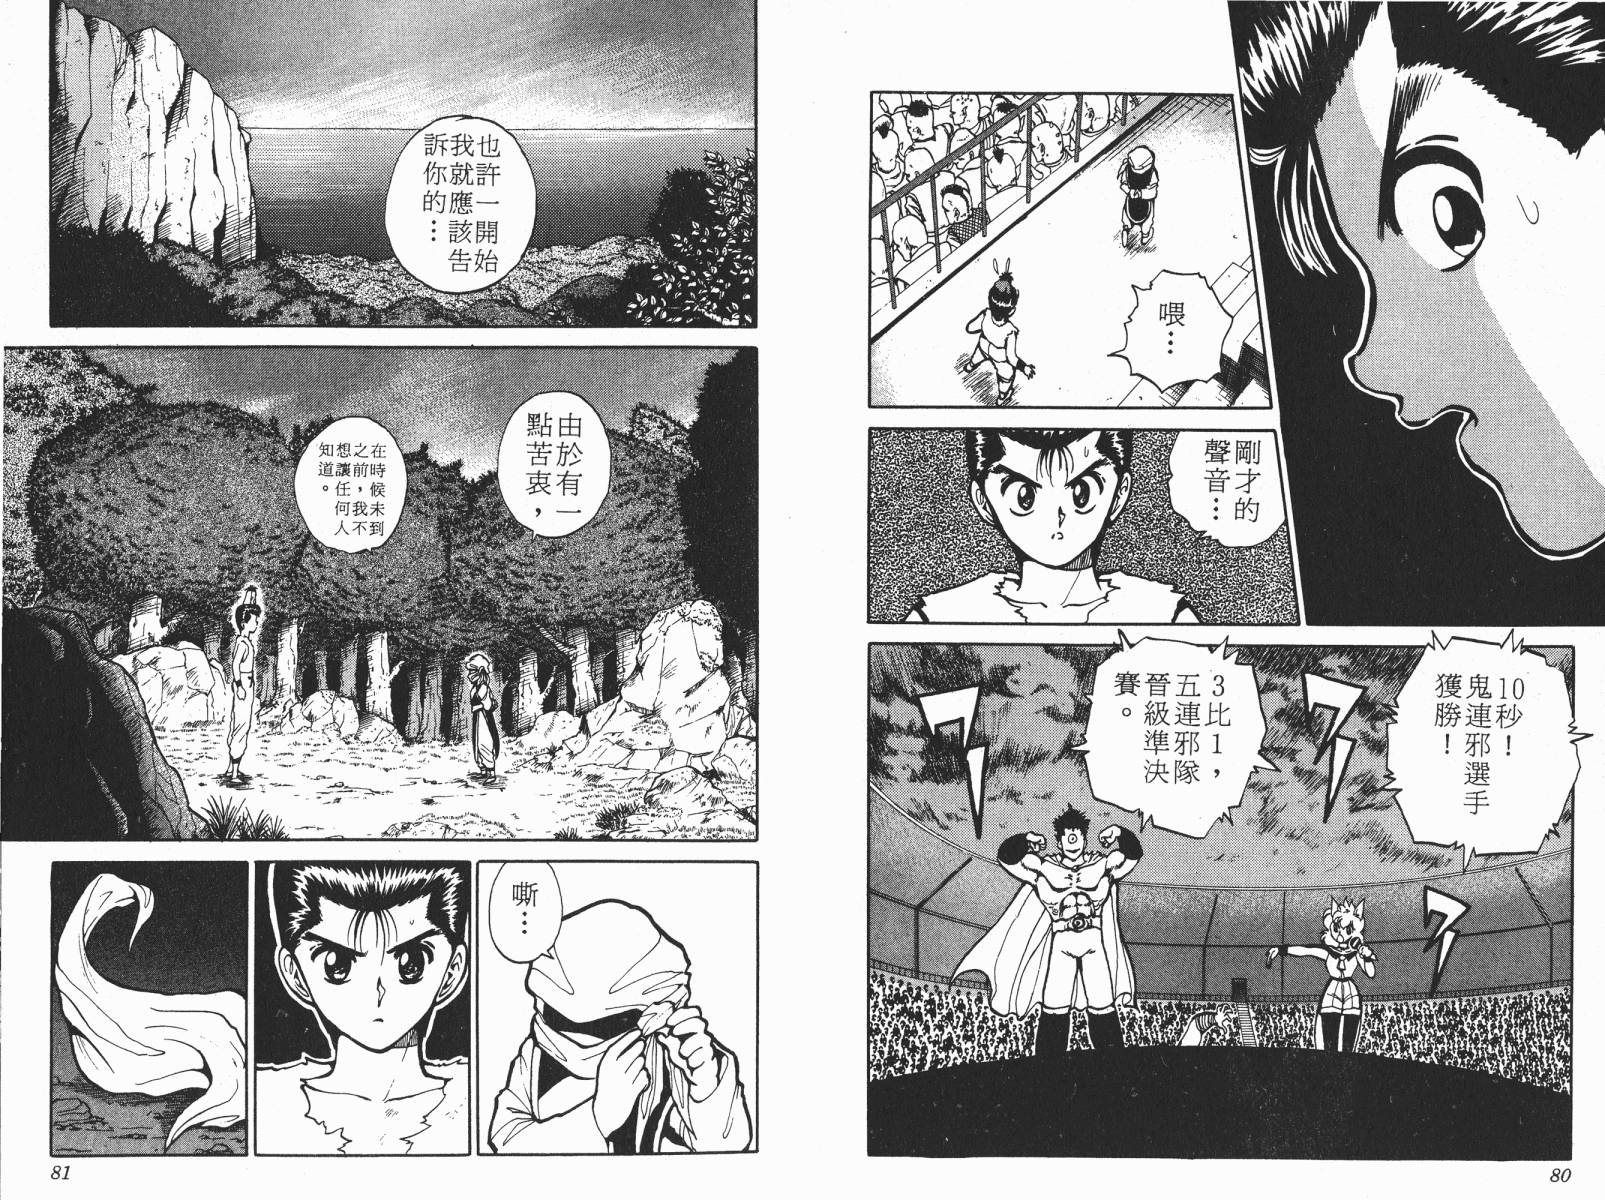 喂…
剛才的
聲音…
10秒！
鬼連邪選手
獲勝！
3比1，
五連邪隊
晉級準決
賽。
80
也許一開始
我就應該告
訴你的…
由於有一
點苦衷，
在時候未到
之前，我不
想讓任何人
知道。
嘶…
81